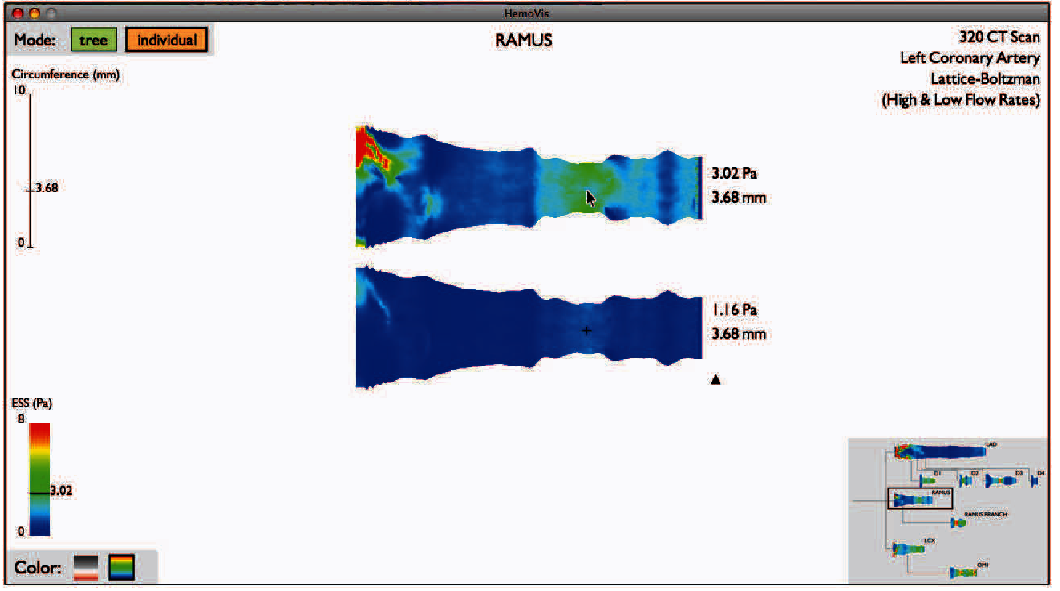 HemoVis
Mode: tree individual
RAMUS
320 CT Scan
Left Coronary Artery
Lattice-Boltzman
(High & Low Flow Rates)
Circumference (mm)
10
3.68
0
3.02 Pa
3.68 mm
1.16 Pa
3.68 mm
ESS (Pa)
8
3.02
0
Color:
LAD
D1 D2 D3 D4
RAMUS
RAMUS BRANCH
LCX
OM1